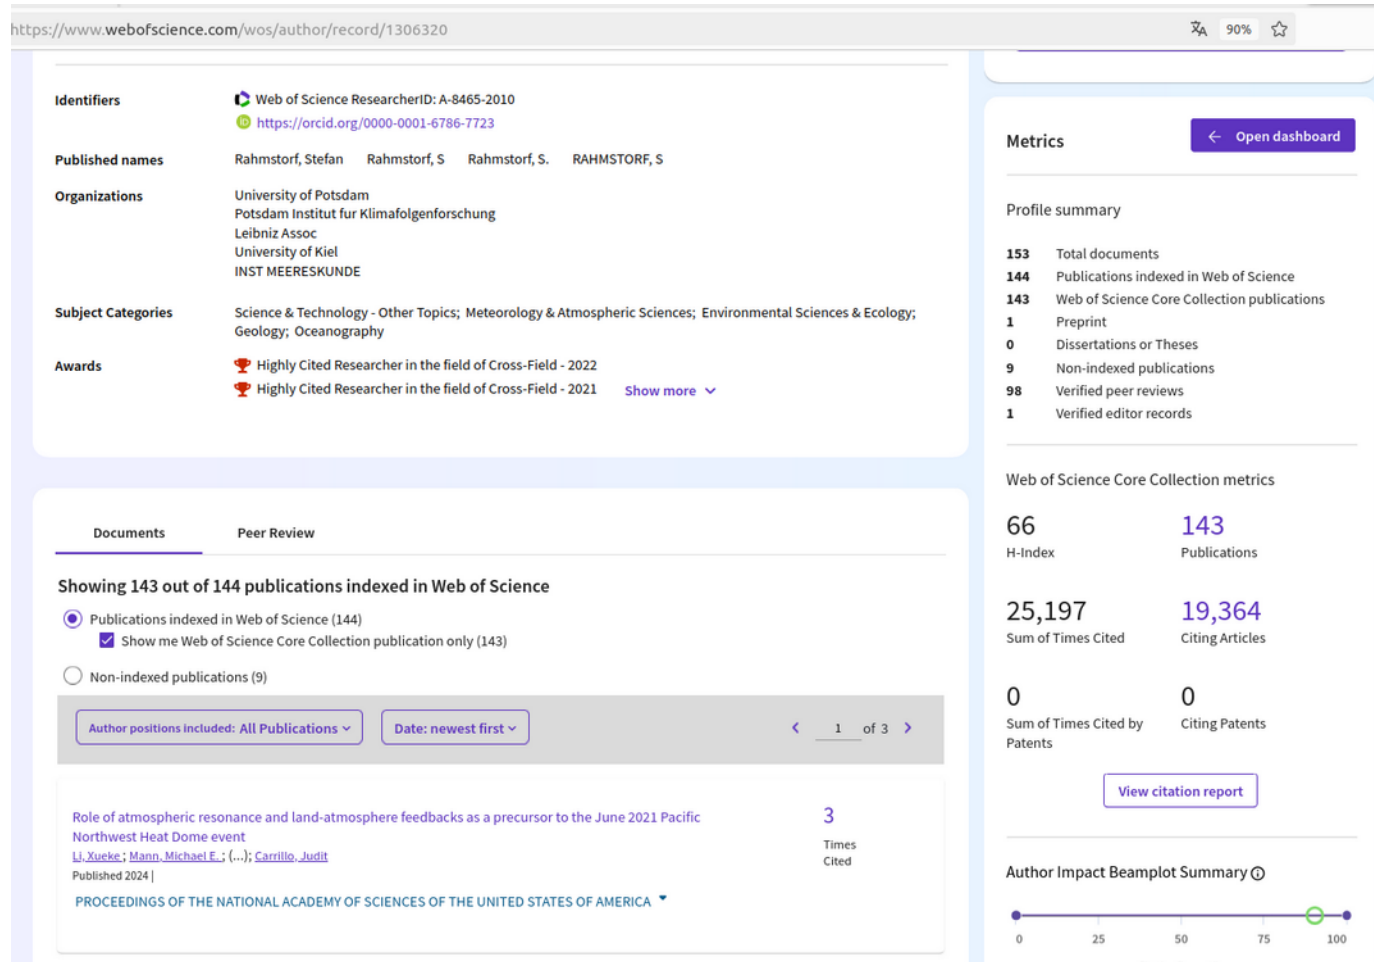 https://www.webofscience.com/wos/author/record/1306320
90%
Identifiers
Web of Science ResearcherID: A-8465-2010
https://orcid.org/0000-0001-6786-7723
Published names
Rahmstorf, Stefan Rahmstorf, S Rahmstorf, S. RAHMSTORF, S
Organizations
University of Potsdam
Potsdam Institut fur Klimafolgenforschung
Leibniz Assoc
University of Kiel
INST MEERESKUNDE
Subject Categories
Science & Technology - Other Topics; Meteorology & Atmospheric Sciences; Environmental Sciences & Ecology;
Geology; Oceanography
Awards
Highly Cited Researcher in the field of Cross-Field - 2022
Highly Cited Researcher in the field of Cross-Field - 2021 Show more
Documents Peer Review
Showing 143 out of 144 publications indexed in Web of Science
Publications indexed in Web of Science (144)
Show me Web of Science Core Collection publication only (143)
Non-indexed publications (9)
Author positions included: All Publications Date: newest first 1 of 3
Role of atmospheric resonance and land-atmosphere feedbacks as a precursor to the June 2021 Pacific
Northwest Heat Dome event
Li, Xueke ; Mann, Michael E. ; (...); Carrillo, Judit
Published 2024 |
PROCEEDINGS OF THE NATIONAL ACADEMY OF SCIENCES OF THE UNITED STATES OF AMERICA
3
Times
Cited
Metrics
Open dashboard
Profile summary
153 Total documents
144 Publications indexed in Web of Science
143 Web of Science Core Collection publications
1 Preprint
0 Dissertations or Theses
9 Non-indexed publications
98 Verified peer reviews
1 Verified editor records
Web of Science Core Collection metrics
66 143
H-Index Publications
25,197 19,364
Sum of Times Cited Citing Articles
0 0
Sum of Times Cited by Citing Patents
Patents
View citation report
Author Impact Beamplot Summary
0 25 50 75 100